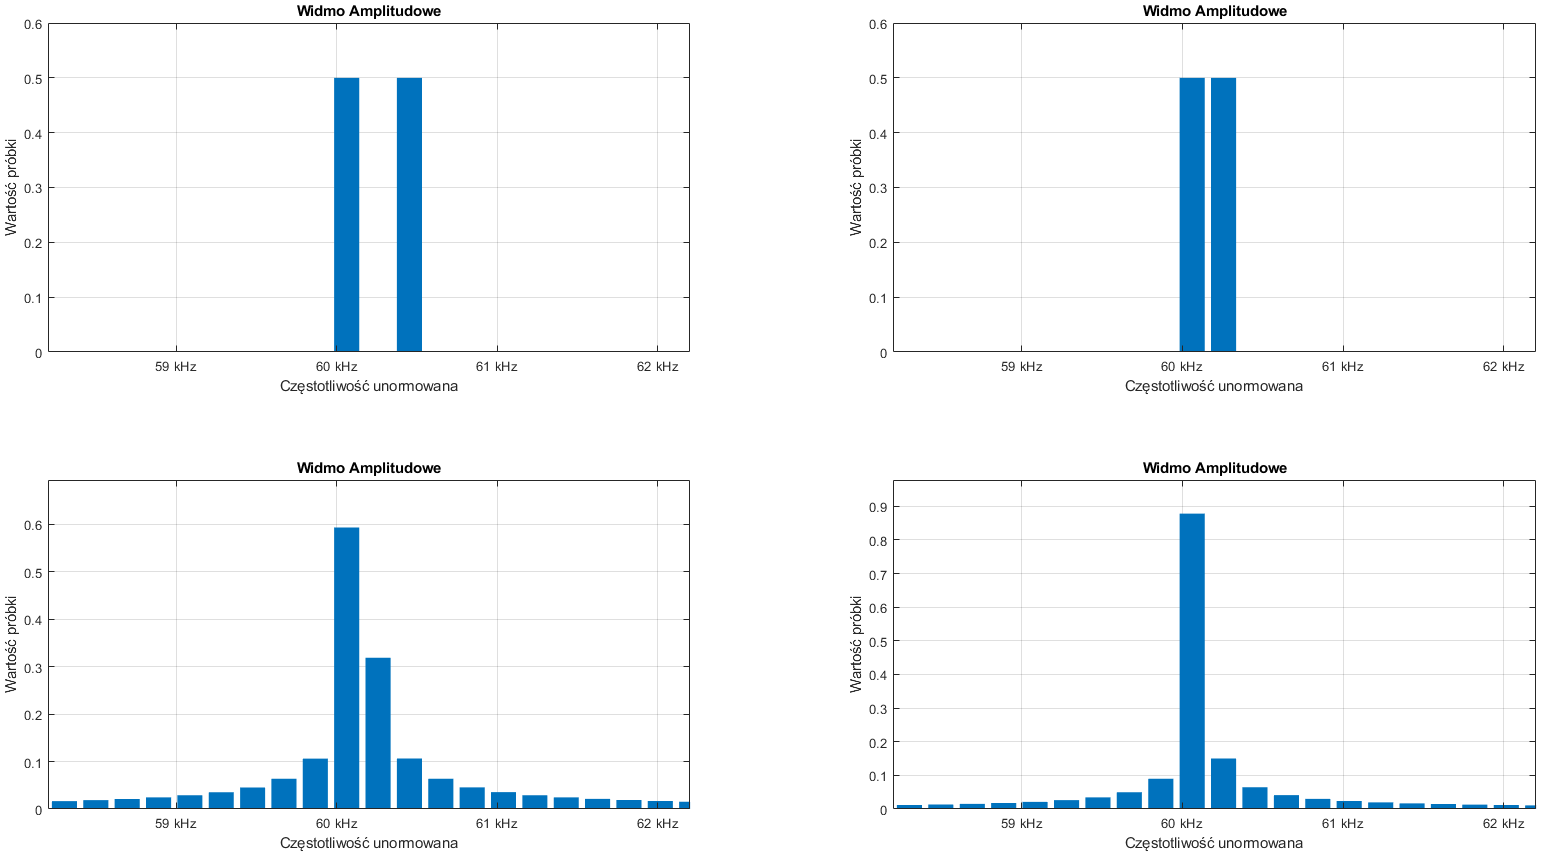 Widmo Amplitudowe
0.6
0.5
0.4
0.3
0.2
0.1
0
Wartość próbki
59 kHz 60 kHz 61 kHz 62 kHz
Częstotliwość unormowana
Widmo Amplitudowe
0.6
0.5
0.4
0.3
0.2
0.1
0
Wartość próbki
59 kHz 60 kHz 61 kHz 62 kHz
Częstotliwość unormowana
Widmo Amplitudowe
0.6
0.5
0.4
0.3
0.2
0.1
0
Wartość próbki
59 kHz 60 kHz 61 kHz 62 kHz
Częstotliwość unormowana
Widmo Amplitudowe
0.9
0.8
0.7
0.6
0.5
0.4
0.3
0.2
0.1
0
Wartość próbki
59 kHz 60 kHz 61 kHz 62 kHz
Częstotliwość unormowana